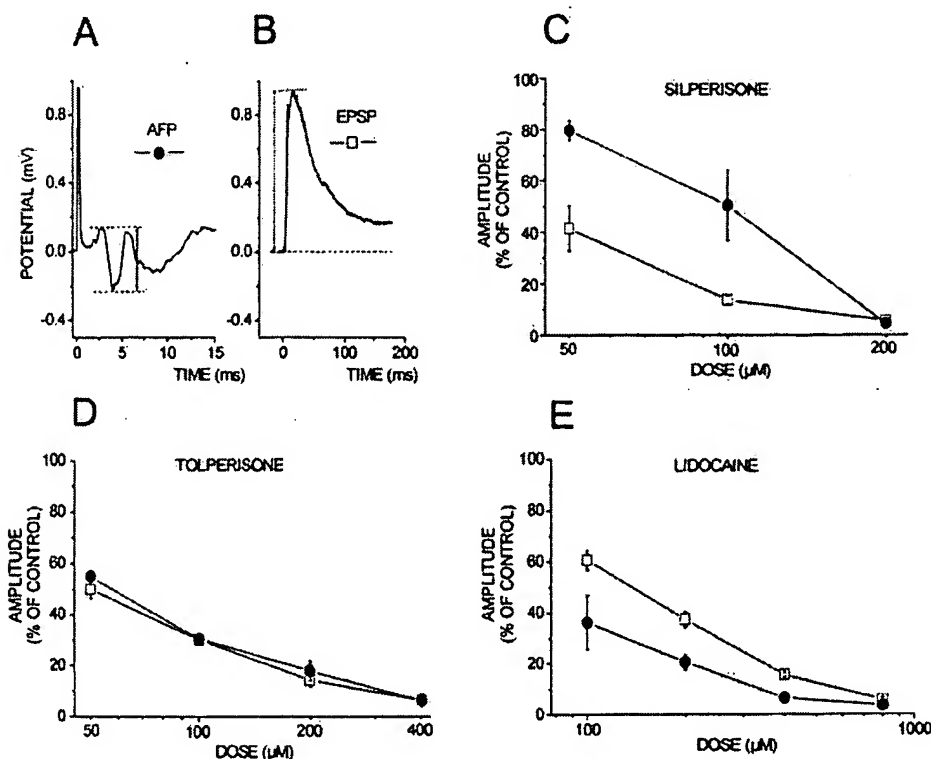 A
B
C
AFP
EPSP
SILPERISONE
POTENTIAL (mV)
0.8
0.4
0.0
-0.4
0.8
0.4
0.0
-0.4
0 5 10 15
TIME (ms)
0 100 200
TIME (ms)
AMPLITUDE
(% OF CONTROL)
100
80
60
40
20
0
50 100 200
DOSE (µM)
D
E
TOLPERISONE
LIDOCAINE
AMPLITUDE
(% OF CONTROL)
100
80
60
40
20
0
50 100 200 400
DOSE (µM)
AMPLITUDE
(% OF CONTROL)
100
80
60
40
20
0
100 1000
DOSE (µM)